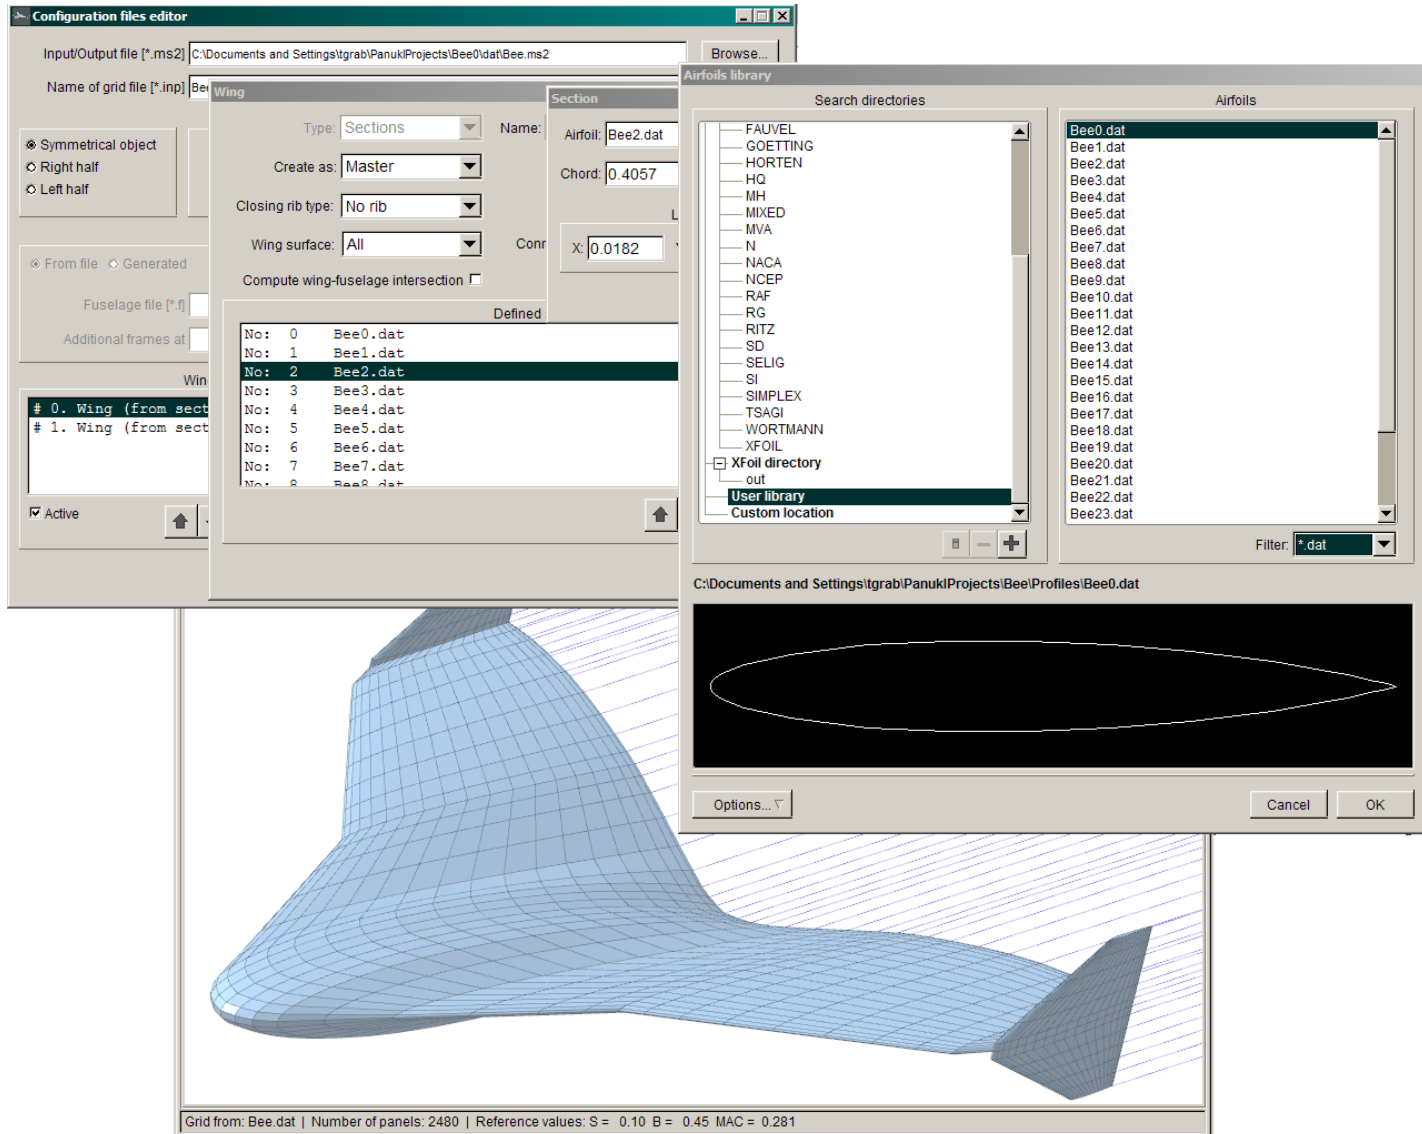 Configuration files editor
Input/Output file [*.ms2] C:\Documents and Settings\tgrab\PanuklProjects\Bee0\dat\Bee.ms2 Browse...
Name of grid file [*.inp]
Symmetrical object
Right half
Left half
From file Generated
Fuselage file [*.f]
Additional frames at
# 0. Wing (from sect
# 1. Wing (from sect
Active
Wing
Type: Sections Name:
Create as: Master
Closing rib type: No rib
Wing surface: All
Compute wing-fuselage intersection
Defined
No: 0 Bee0.dat
No: 1 Bee1.dat
No: 2 Bee2.dat
No: 3 Bee3.dat
No: 4 Bee4.dat
No: 5 Bee5.dat
No: 6 Bee6.dat
No: 7 Bee7.dat
No: 8 Bee8.dat
Section
Airfoil: Bee2.dat
Chord: 0.4057
X: 0.0182
Airfoils library
Search directories
FAUVEL
GOETTING
HORTEN
HQ
MH
MIXED
MVA
N
NACA
NCEP
RAF
RG
RITZ
SD
SELIG
SI
SIMPLEX
TSAGI
WORTMANN
XFOIL
XFoil directory
out
User library
Custom location
Airfoils
Bee0.dat
Bee1.dat
Bee2.dat
Bee3.dat
Bee4.dat
Bee5.dat
Bee6.dat
Bee7.dat
Bee8.dat
Bee9.dat
Bee10.dat
Bee11.dat
Bee12.dat
Bee13.dat
Bee14.dat
Bee15.dat
Bee16.dat
Bee17.dat
Bee18.dat
Bee19.dat
Bee20.dat
Bee21.dat
Bee22.dat
Bee23.dat
Filter: *.dat
C:\Documents and Settings\tgrab\PanuklProjects\Bee\Profiles\Bee0.dat
Options... Cancel OK
Grid from: Bee.dat | Number of panels: 2480 | Reference values: S = 0.10 B = 0.45 MAC = 0.281